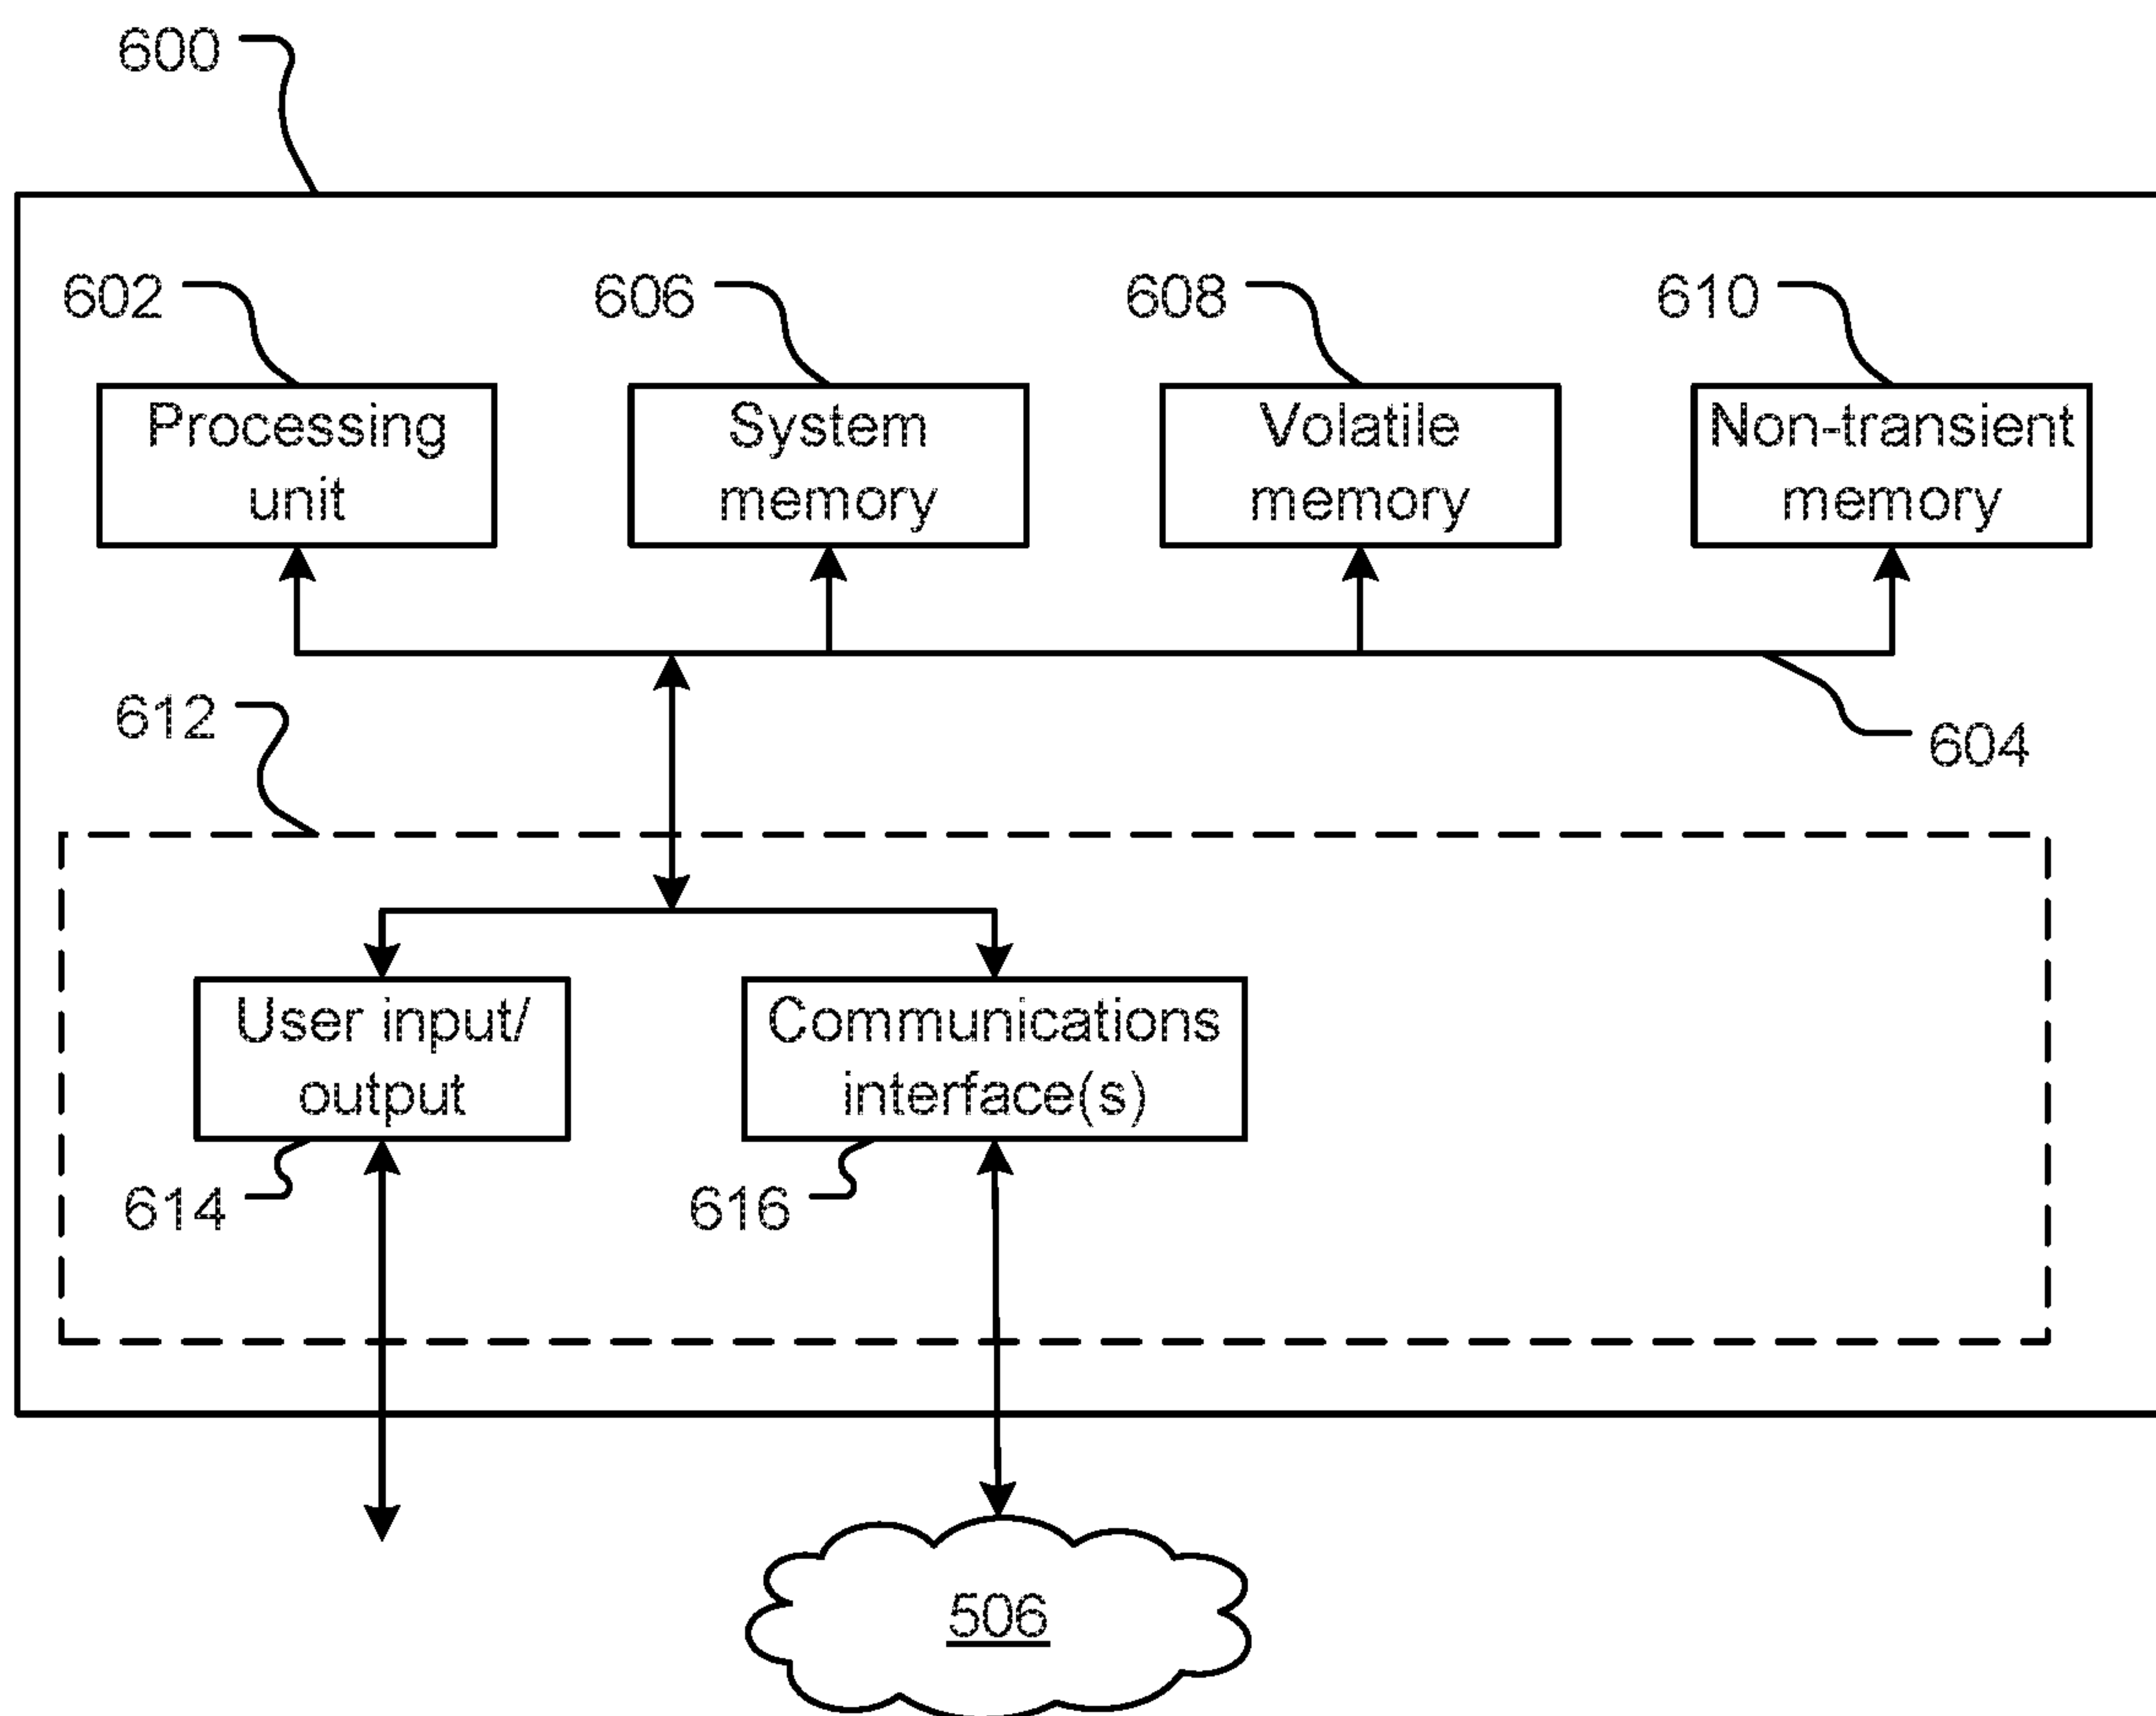 600
602
606
608
610
Processing
unit
System
memory
Volatile
memory
Non-transient
memory
612
604
User input/
output
Communications
interface(s)
614
616
506